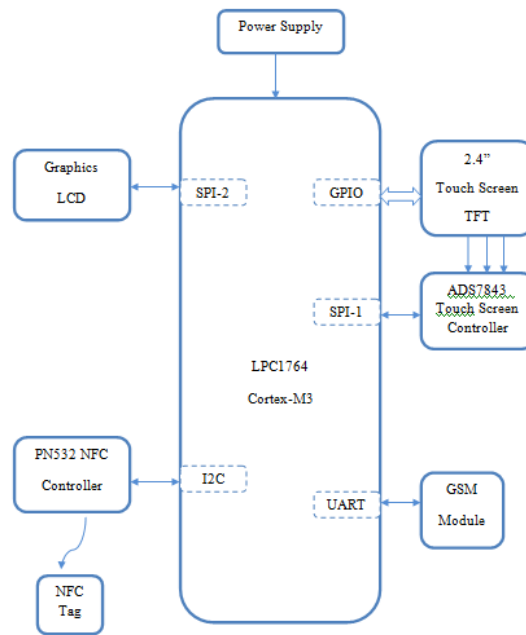 Power Supply
Graphics
LCD
SPI-2
GPIO
2.4”
Touch Screen
TFT
SPI-1
ADS7843
Touch Screen
Controller
LPC1764
Cortex-M3
PN532 NFC
Controller
I2C
UART
GSM
Module
NFC
Tag